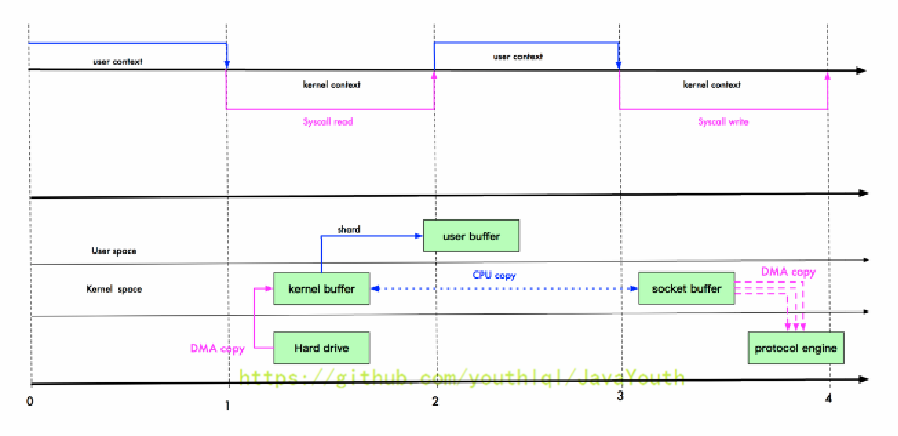 user context
user context
kernel context
kernel context
Syscall read
Syscall write
shard
user buffer
User space
CPU copy
DMA copy
Kernel space
kernel buffer
socket buffer
DMA copy
Hard drive
protocol engine
https://github.com/youthlql/JavaYouth
0
1
2
3
4